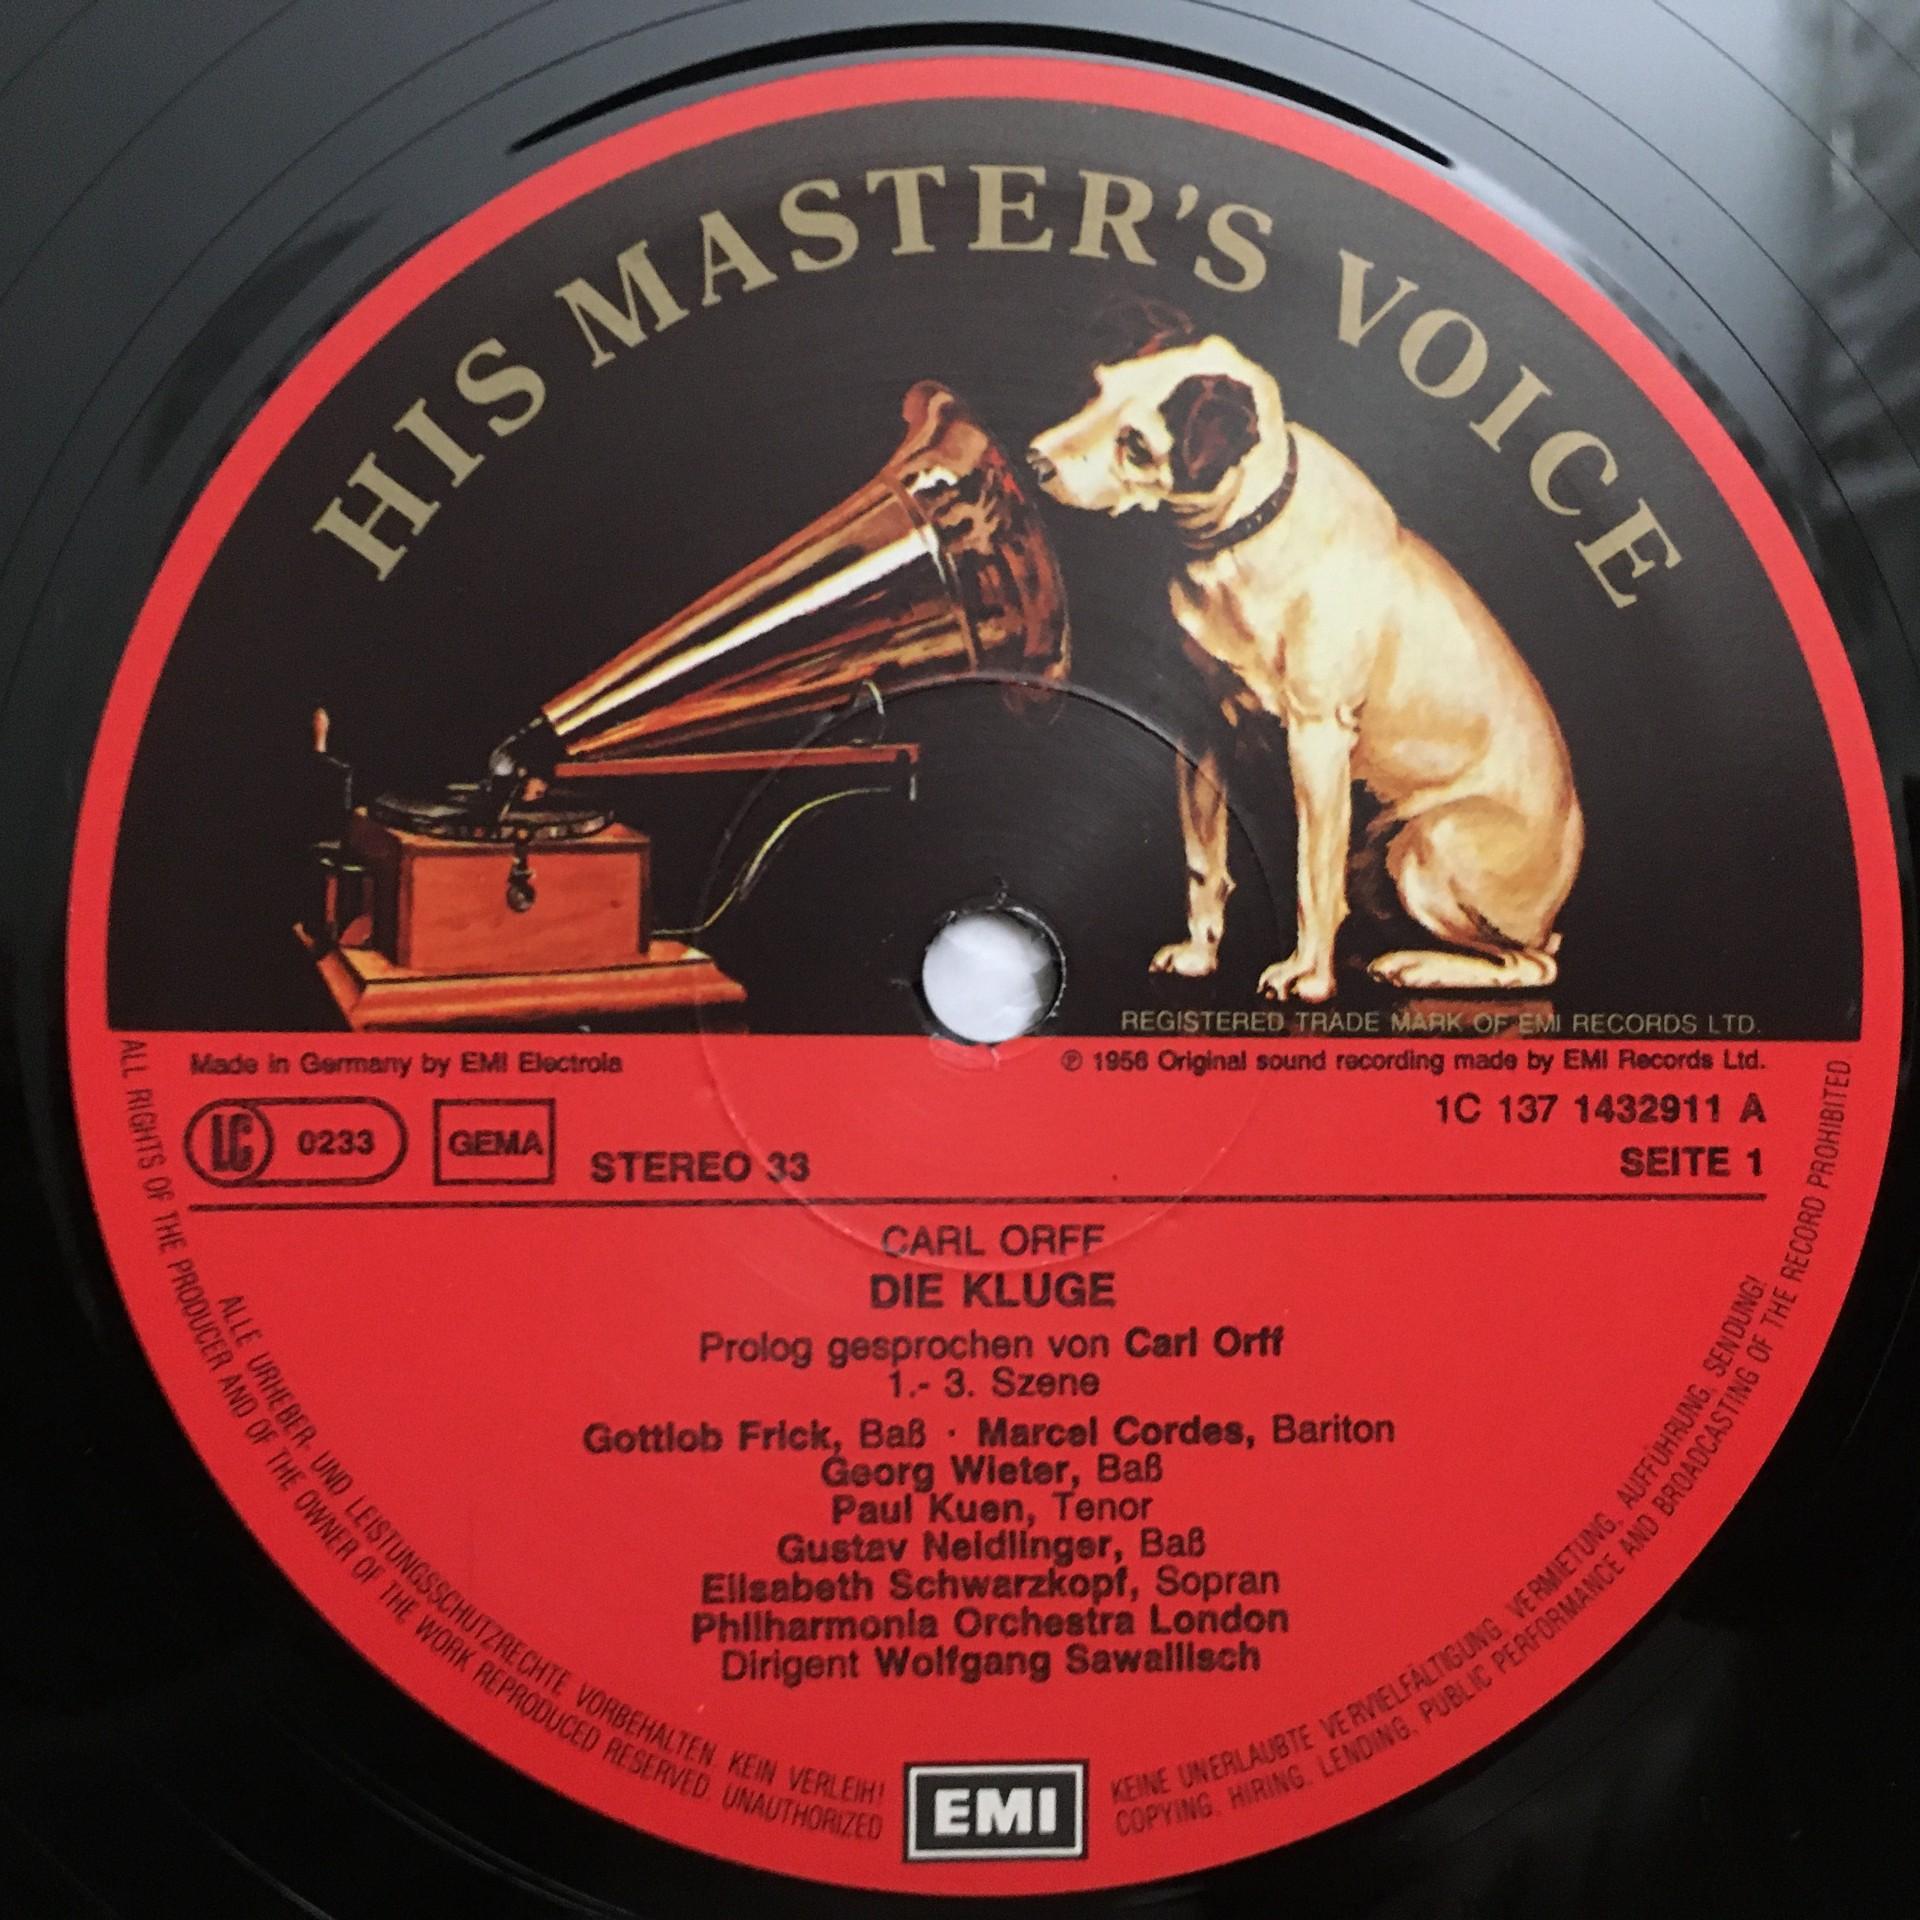 HIS MASTER'S VOICE
REGISTERED TRADE MARK OF EMI RECORDS LTD.
Made in Germany by EMI Electrola
℗ 1956 Original sound recording made by EMI Records Ltd.
LC 0233
GEMA
STEREO 33
1C 137 1432911 A
SEITE 1
CARL ORFF
DIE KLUGE
Prolog gesprochen von Carl Orff
1.- 3. Szene
Gottlob Frick, Baß · Marcel Cordes, Bariton
Georg Wieter, Baß
Paul Kuen, Tenor
Gustav Neidlinger, Baß
Elisabeth Schwarzkopf, Sopran
Philharmonia Orchestra London
Dirigent Wolfgang Sawallisch
ALLE URHEBER- UND LEISTUNGSSCHUTZRECHTE VORBEHALTEN. KEIN VERLEIH!
KEINE UNERLAUBTE VERVIELFÄLTIGUNG, VERMIETUNG, AUFFÜHRUNG, SENDUNG!
ALL RIGHTS OF THE PRODUCER AND OF THE OWNER OF THE WORK REPRODUCED RESERVED. UNAUTHORIZED
COPYING, HIRING, LENDING, PUBLIC PERFORMANCE AND BROADCASTING OF THE RECORD PROHIBITED
EMI